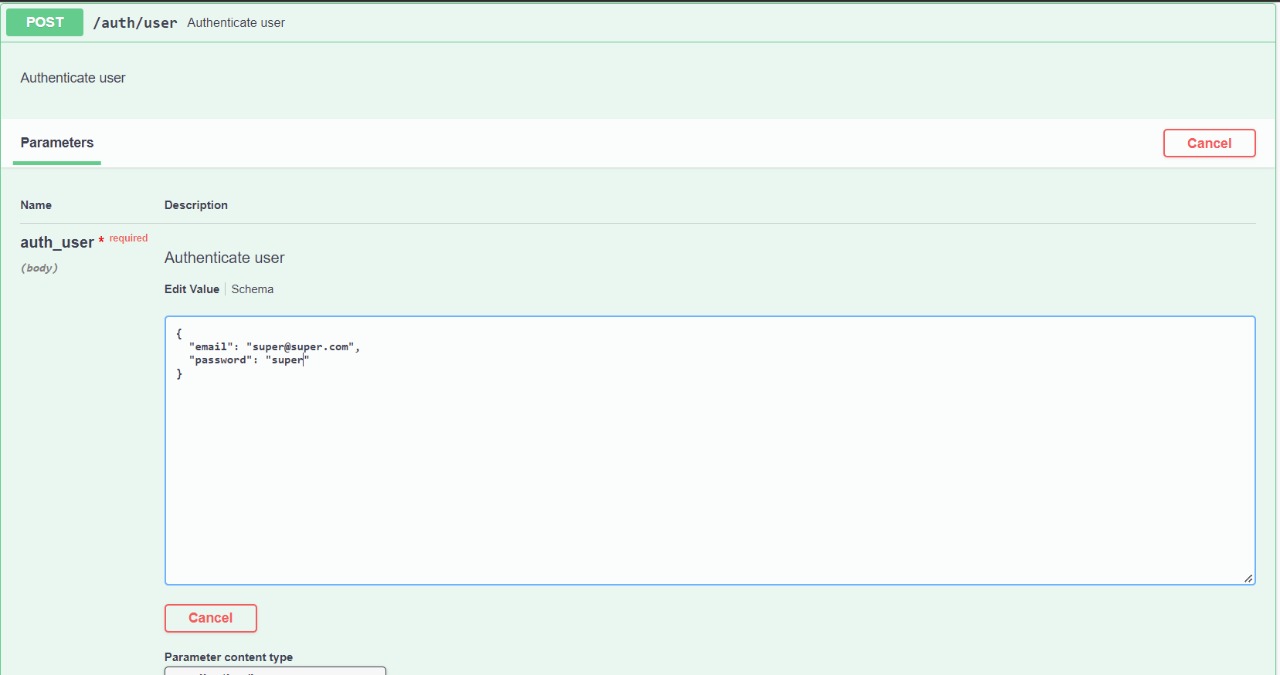 POST /auth/user Authenticate user
Authenticate user
Parameters
Cancel
Name Description
auth_user * required
(body)
Authenticate user
Edit Value Schema
{
"email": "super@super.com",
"password": "super"
}
Cancel
Parameter content type